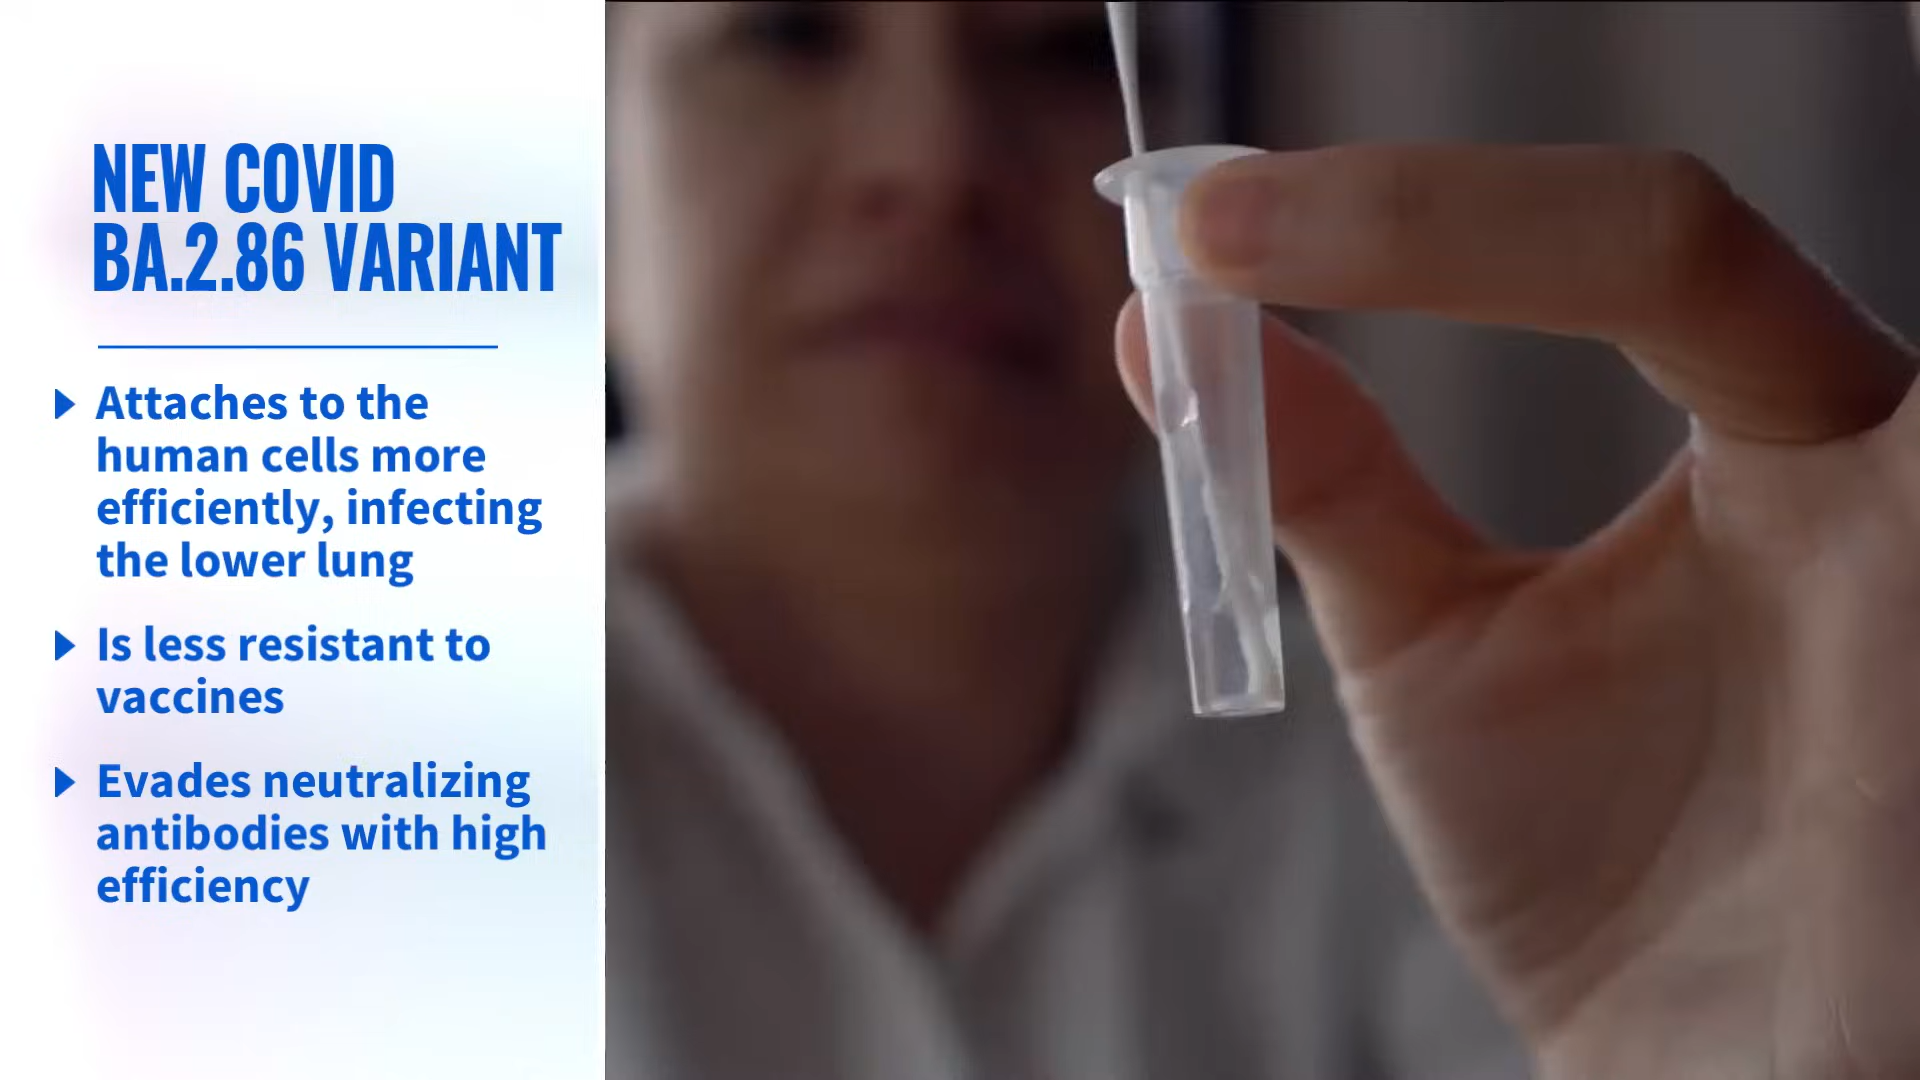 NEW COVID
BA.2.86 VARIANT
Attaches to the
human cells more
efficiently, infecting
the lower lung
Is less resistant to
vaccines
Evades neutralizing
antibodies with high
efficiency